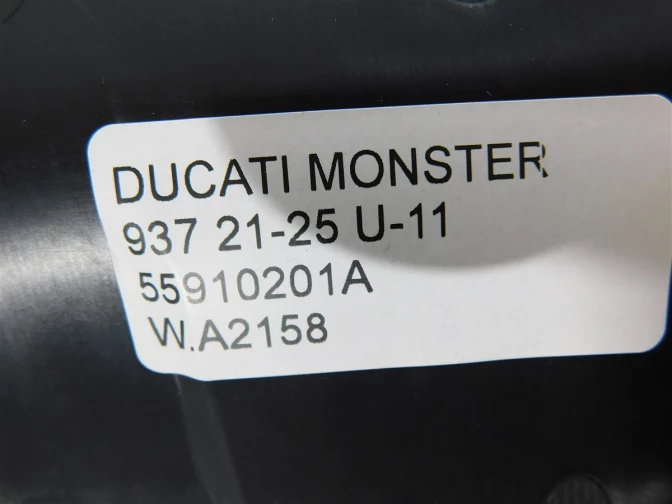 DUCATI MONSTER
937 21-25 U-11
55910201A
W.A2158